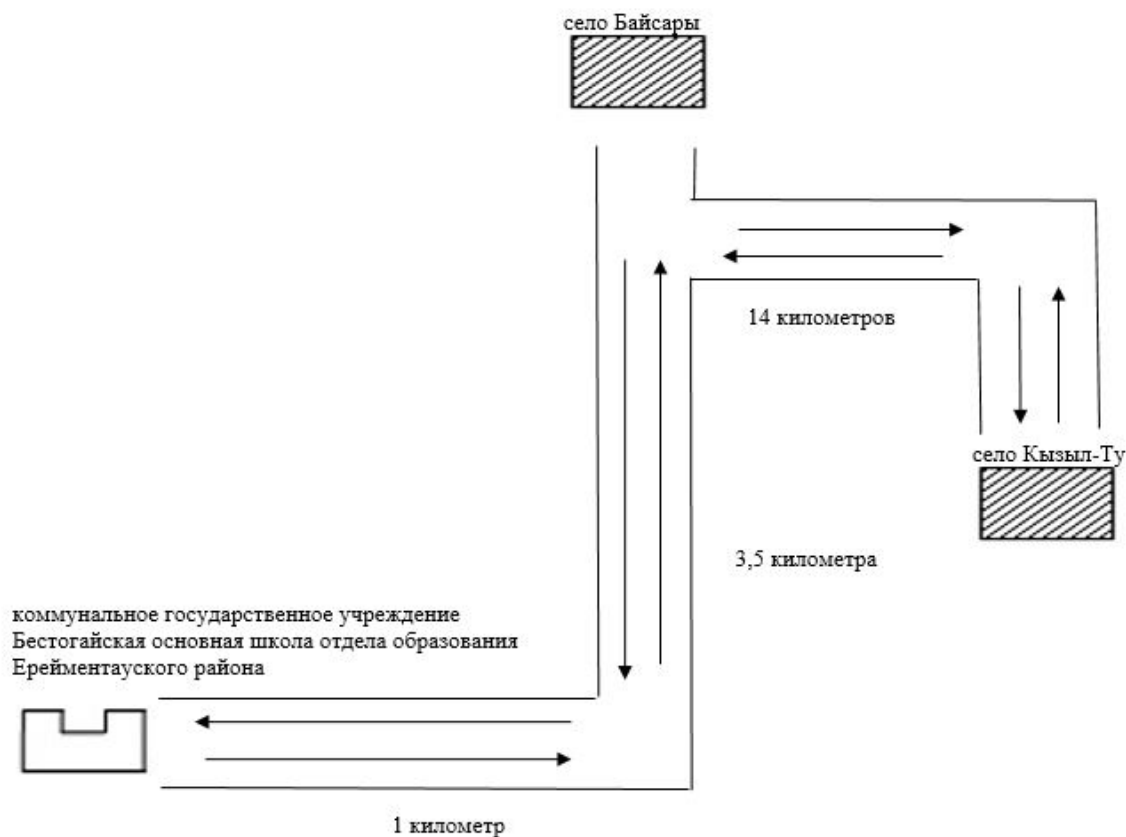 село Байсары
14 километров
село Кызыл-Ту
3,5 километра
коммунальное государственное учреждение
Бестогайская основная школа отдела образования
Ерейментауского района
1 километр